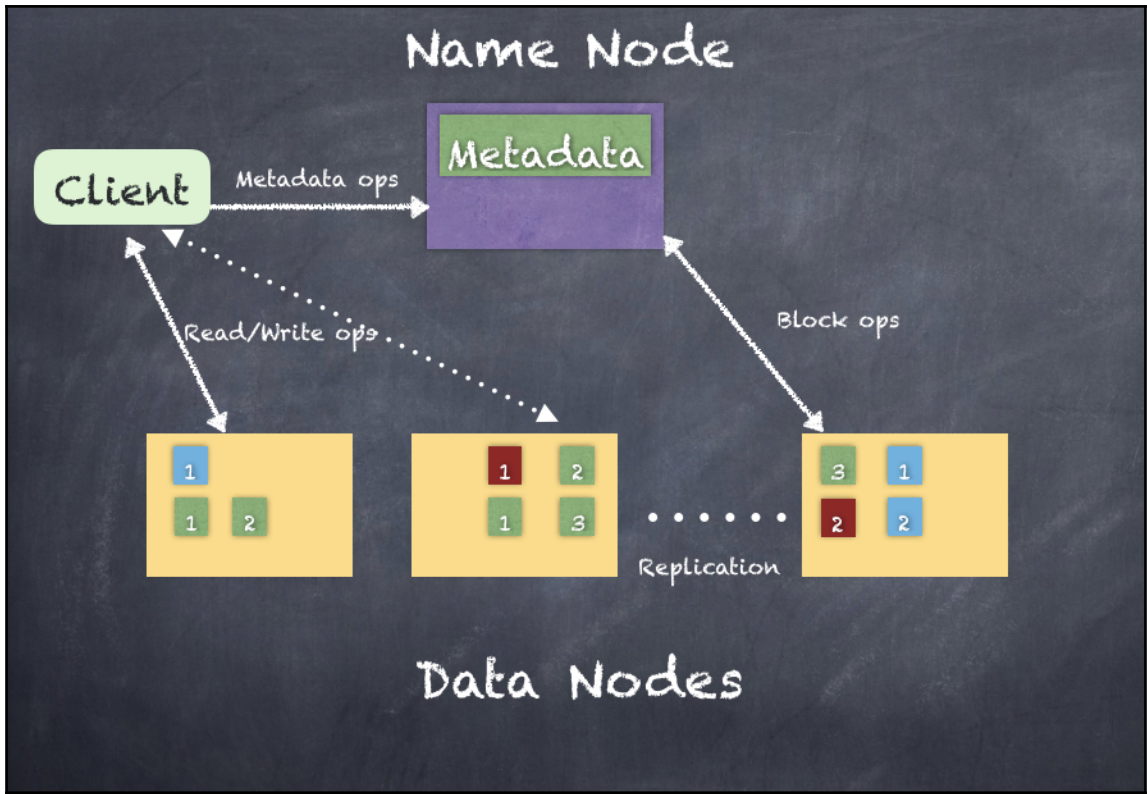 Name Node
Metadata
Client
Metadata ops
Read/Write ops
Block ops
1
1 2
1 2
1 3
3 1
2 2
Replication
Data Nodes